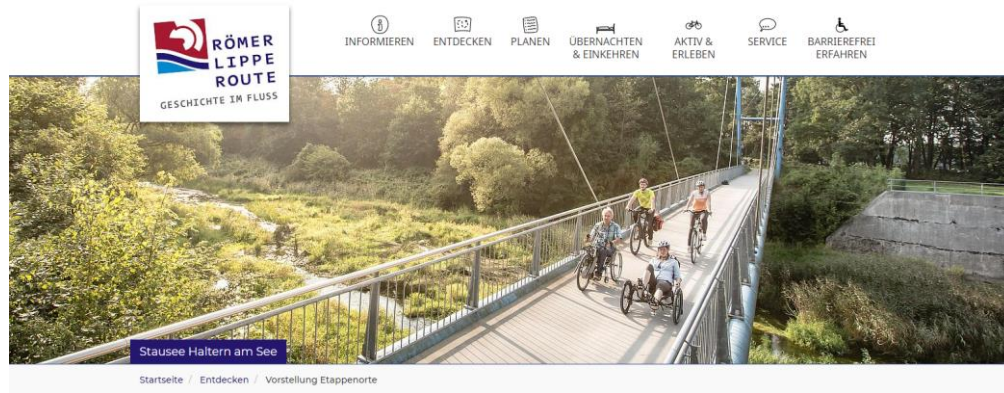 RÖMER
LIPPE
ROUTE
GESCHICHTE IM FLUSS
INFORMIEREN
ENTDECKEN
PLANEN
ÜBERNACHTEN
& EINKEHREN
AKTIV &
ERLEBEN
SERVICE
BARRIEREFREI
ERFAHREN
Stausee Haltern am See
Startseite / Entdecken / Vorstellung Etappenorte